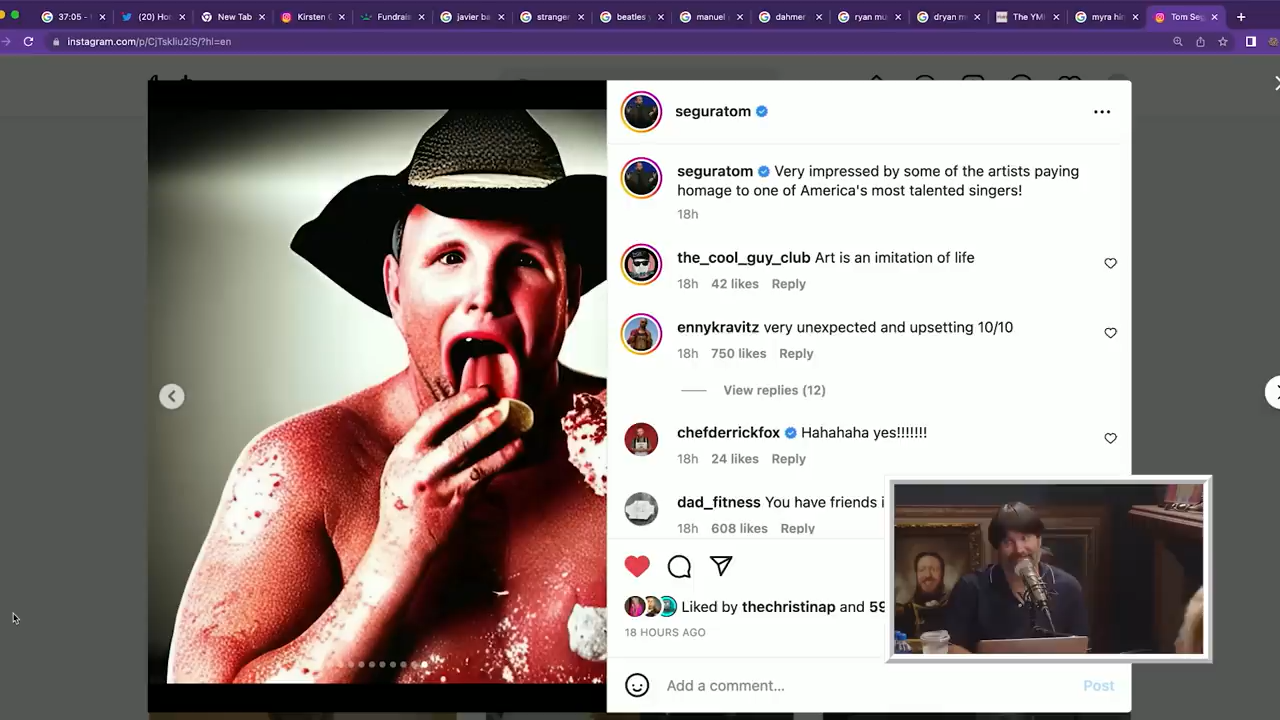 37:05 -
(20) Ho
New Tab
Kirsten
Fundrai
javier ba
stranger
beatles
manuel
dahmer
ryan mu
dryan m
The YM
myra hin
Tom Seg
instagram.com/p/CjTskIiu2iS/?hl=en
seguratom
seguratom Very impressed by some of the artists paying
homage to one of America's most talented singers!
18h
the_cool_guy_club Art is an imitation of life
18h 42 likes Reply
ennykravitz very unexpected and upsetting 10/10
18h 750 likes Reply
View replies (12)
chefderrickfox Hahahaha yes!!!!!!!
18h 24 likes Reply
dad_fitness You have friends i
18h 608 likes Reply
Liked by thechristinap and 59
18 HOURS AGO
Add a comment...
Post